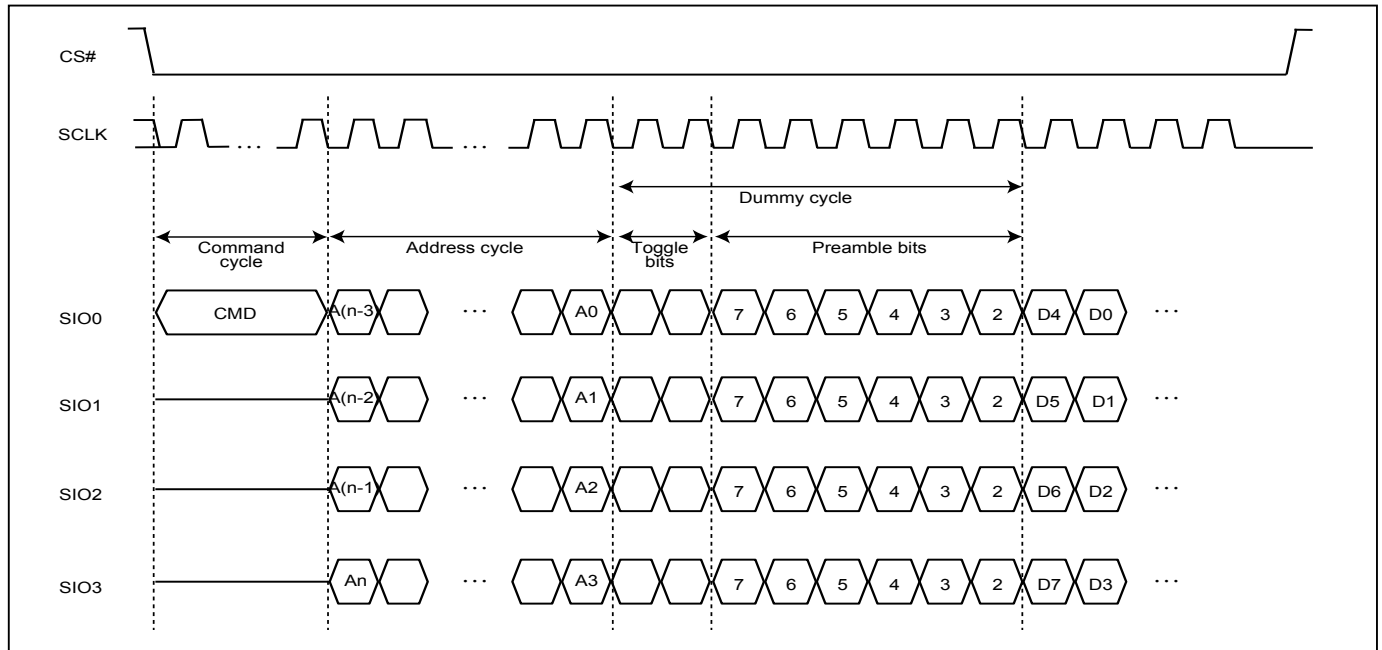 CS#
SCLK ... ...
Dummy cycle
Command cycle Address cycle Toggle bits Preamble bits
SIO0 CMD A(n-3) ... A0 7 6 5 4 3 2 D4 D0 ...
SIO1 A(n-2) ... A1 7 6 5 4 3 2 D5 D1 ...
SIO2 A(n-1) ... A2 7 6 5 4 3 2 D6 D2 ...
SIO3 An ... A3 7 6 5 4 3 2 D7 D3 ...